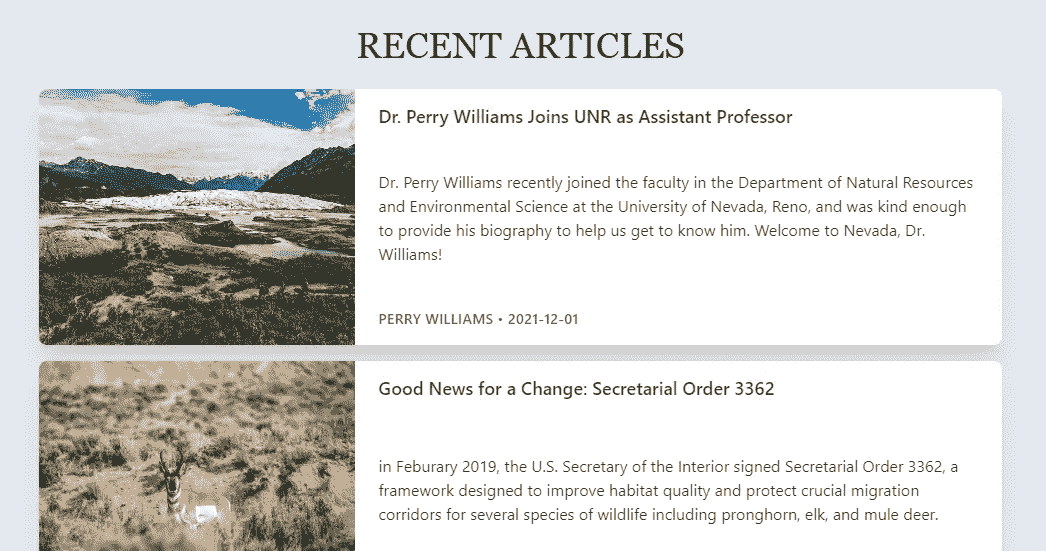 RECENT ARTICLES
Dr. Perry Williams Joins UNR as Assistant Professor
Dr. Perry Williams recently joined the faculty in the Department of Natural Resources
and Environmental Science at the University of Nevada, Reno, and was kind enough
to provide his biography to help us get to know him. Welcome to Nevada, Dr.
Williams!
PERRY WILLIAMS • 2021-12-01
Good News for a Change: Secretarial Order 3362
in Feburary 2019, the U.S. Secretary of the Interior signed Secretarial Order 3362, a
framework designed to improve habitat quality and protect crucial migration
corridors for several species of wildlife including pronghorn, elk, and mule deer.